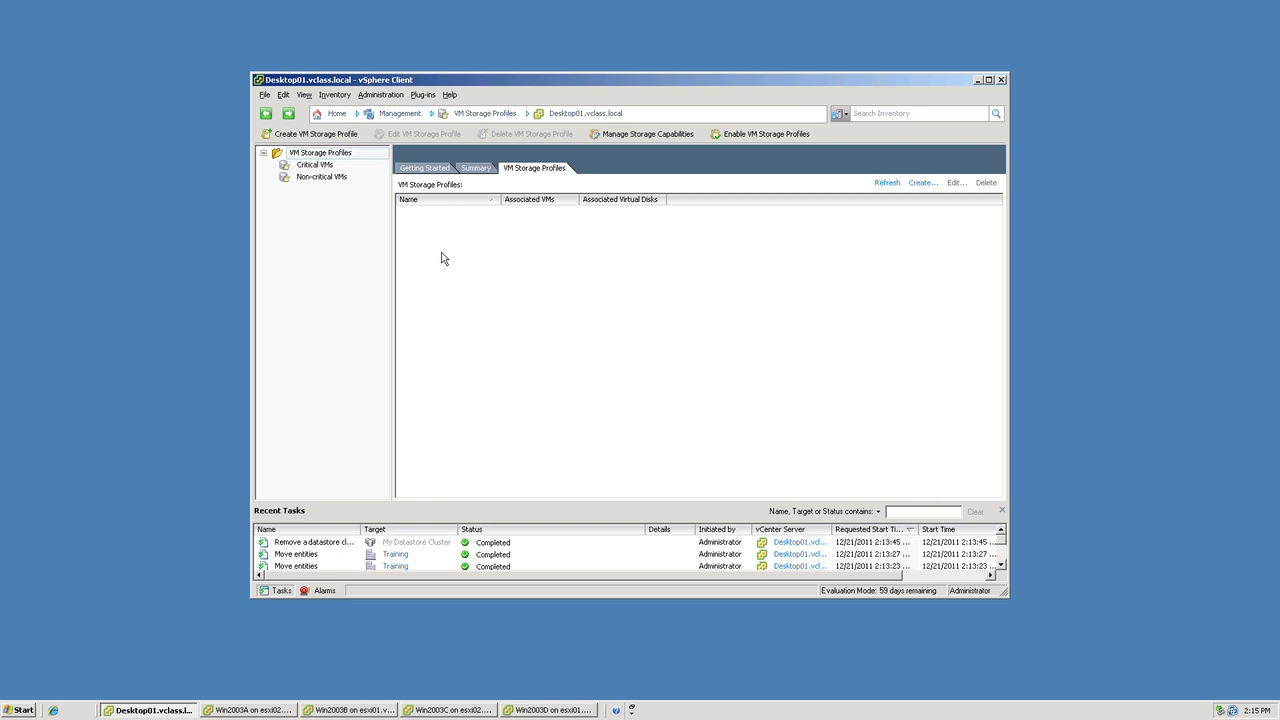 Desktop01.vclass.local - vSphere Client
File Edit View Inventory Administration Plug-ins Help
Home Management VM Storage Profiles Desktop01.vclass.local Search Inventory
Create VM Storage Profile Edit VM Storage Profile Delete VM Storage Profile Manage Storage Capabilities Enable VM Storage Profiles
VM Storage Profiles
Critical VMs
Non-critical VMs
Getting Started Summary VM Storage Profiles
VM Storage Profiles: Refresh Create... Edit... Delete
Name Associated VMs Associated Virtual Disks
Recent Tasks Name, Target or Status contains: Clear
Name Target Status Details Initiated by vCenter Server Requested Start Ti... Start Time
Remove a datastore cl... My Datastore Cluster Completed Administrator Desktop01.vcl... 12/21/2011 2:13:45 ... 12/21/2011 2:13:45 ...
Move entities Training Completed Administrator Desktop01.vcl... 12/21/2011 2:13:27 ... 12/21/2011 2:13:27 ...
Move entities Training Completed Administrator Desktop01.vcl... 12/21/2011 2:13:23 ... 12/21/2011 2:13:23 ...
Tasks Alarms Evaluation Mode: 59 days remaining Administrator
Start Desktop01.vclass.l... Win2003A on esxi02.... Win2003B on esxi01.v... Win2003C on esxi02.... Win2003D on esxi01.... 2:15 PM